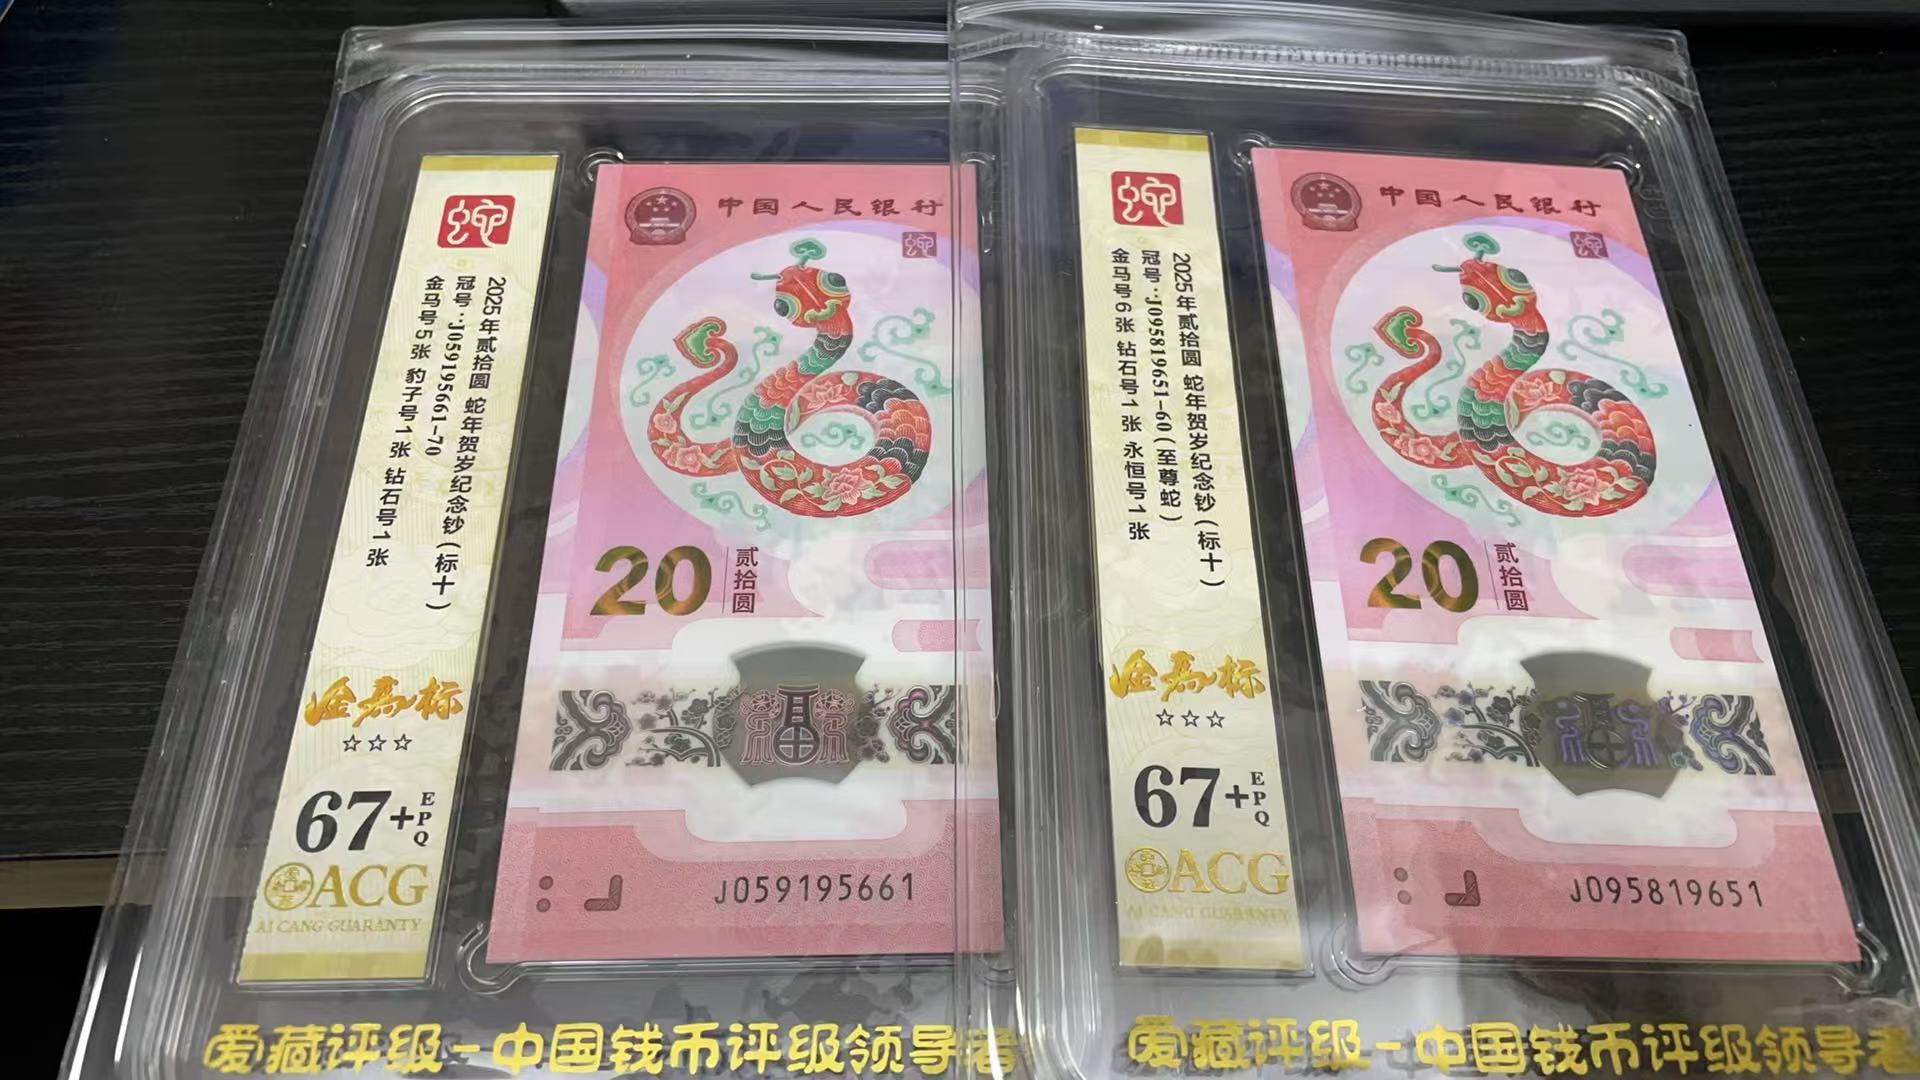 蛇
2025年贰拾圆 蛇年贺岁纪念钞(标十)
冠号:J059195661-70
金马号5张 豹子号1张 钻石号1张
金马标
☆☆☆
67+EPQ
ACG
AI CANG GUARANTY
中国人民银行
蛇
20
贰拾圆
J059195661
爱藏评级-中国钱币评级领导者
蛇
2025年贰拾圆 蛇年贺岁纪念钞(标十)
冠号:J095819651-60(至尊蛇)
金马号6张 钻石号1张 永恒号1张
金马标
☆☆☆
67+EPQ
ACG
AI CANG GUARANTY
中国人民银行
蛇
20
贰拾圆
J095819651
爱藏评级-中国钱币评级领导者